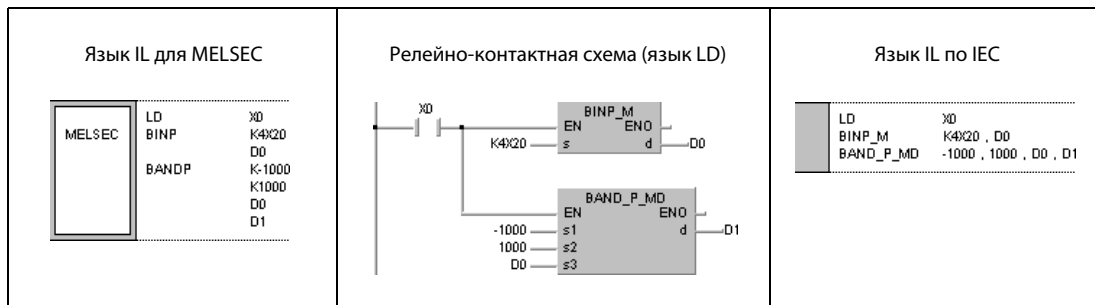 Язык IL для MELSEC
MELSEC
LD X0
BINP K4X20
D0
BANDP K-1000
K1000
D0
D1
Релейно-контактная схема (язык LD)
X0
BINP_M
EN ENO
K4X20 s d D0
BAND_P_MD
EN ENO
-1000 s1 d D1
1000 s2
D0 s3
Язык IL по IEC
LD X0
BINP_M K4X20 , D0
BAND_P_MD -1000 , 1000 , D0 , D1